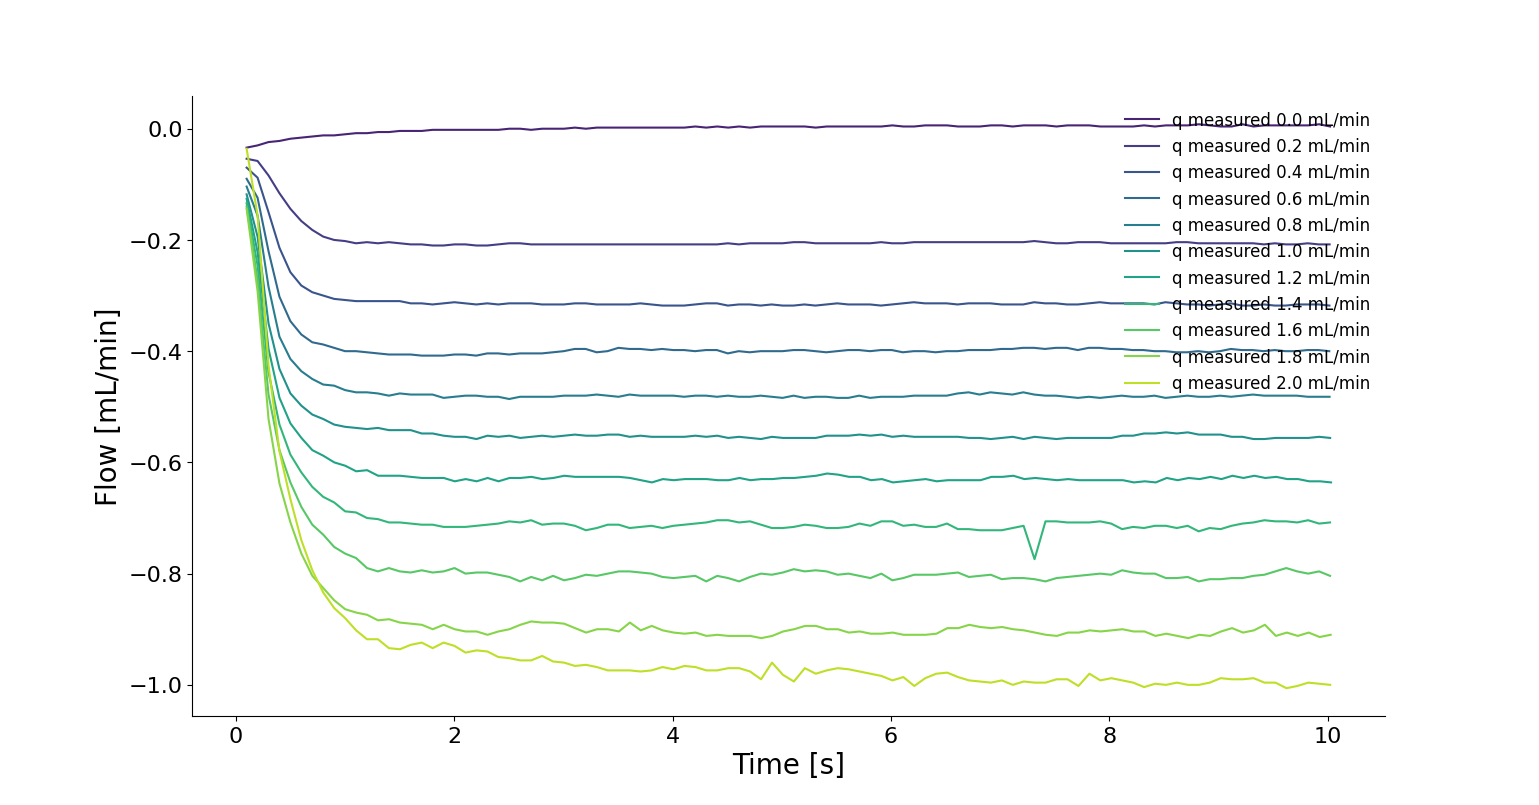 Flow [mL/min]
0.0
−0.2
−0.4
−0.6
−0.8
−1.0
q measured 0.0 mL/min
q measured 0.2 mL/min
q measured 0.4 mL/min
q measured 0.6 mL/min
q measured 0.8 mL/min
q measured 1.0 mL/min
q measured 1.2 mL/min
q measured 1.4 mL/min
q measured 1.6 mL/min
q measured 1.8 mL/min
q measured 2.0 mL/min
0 2 4 6 8 10
Time [s]